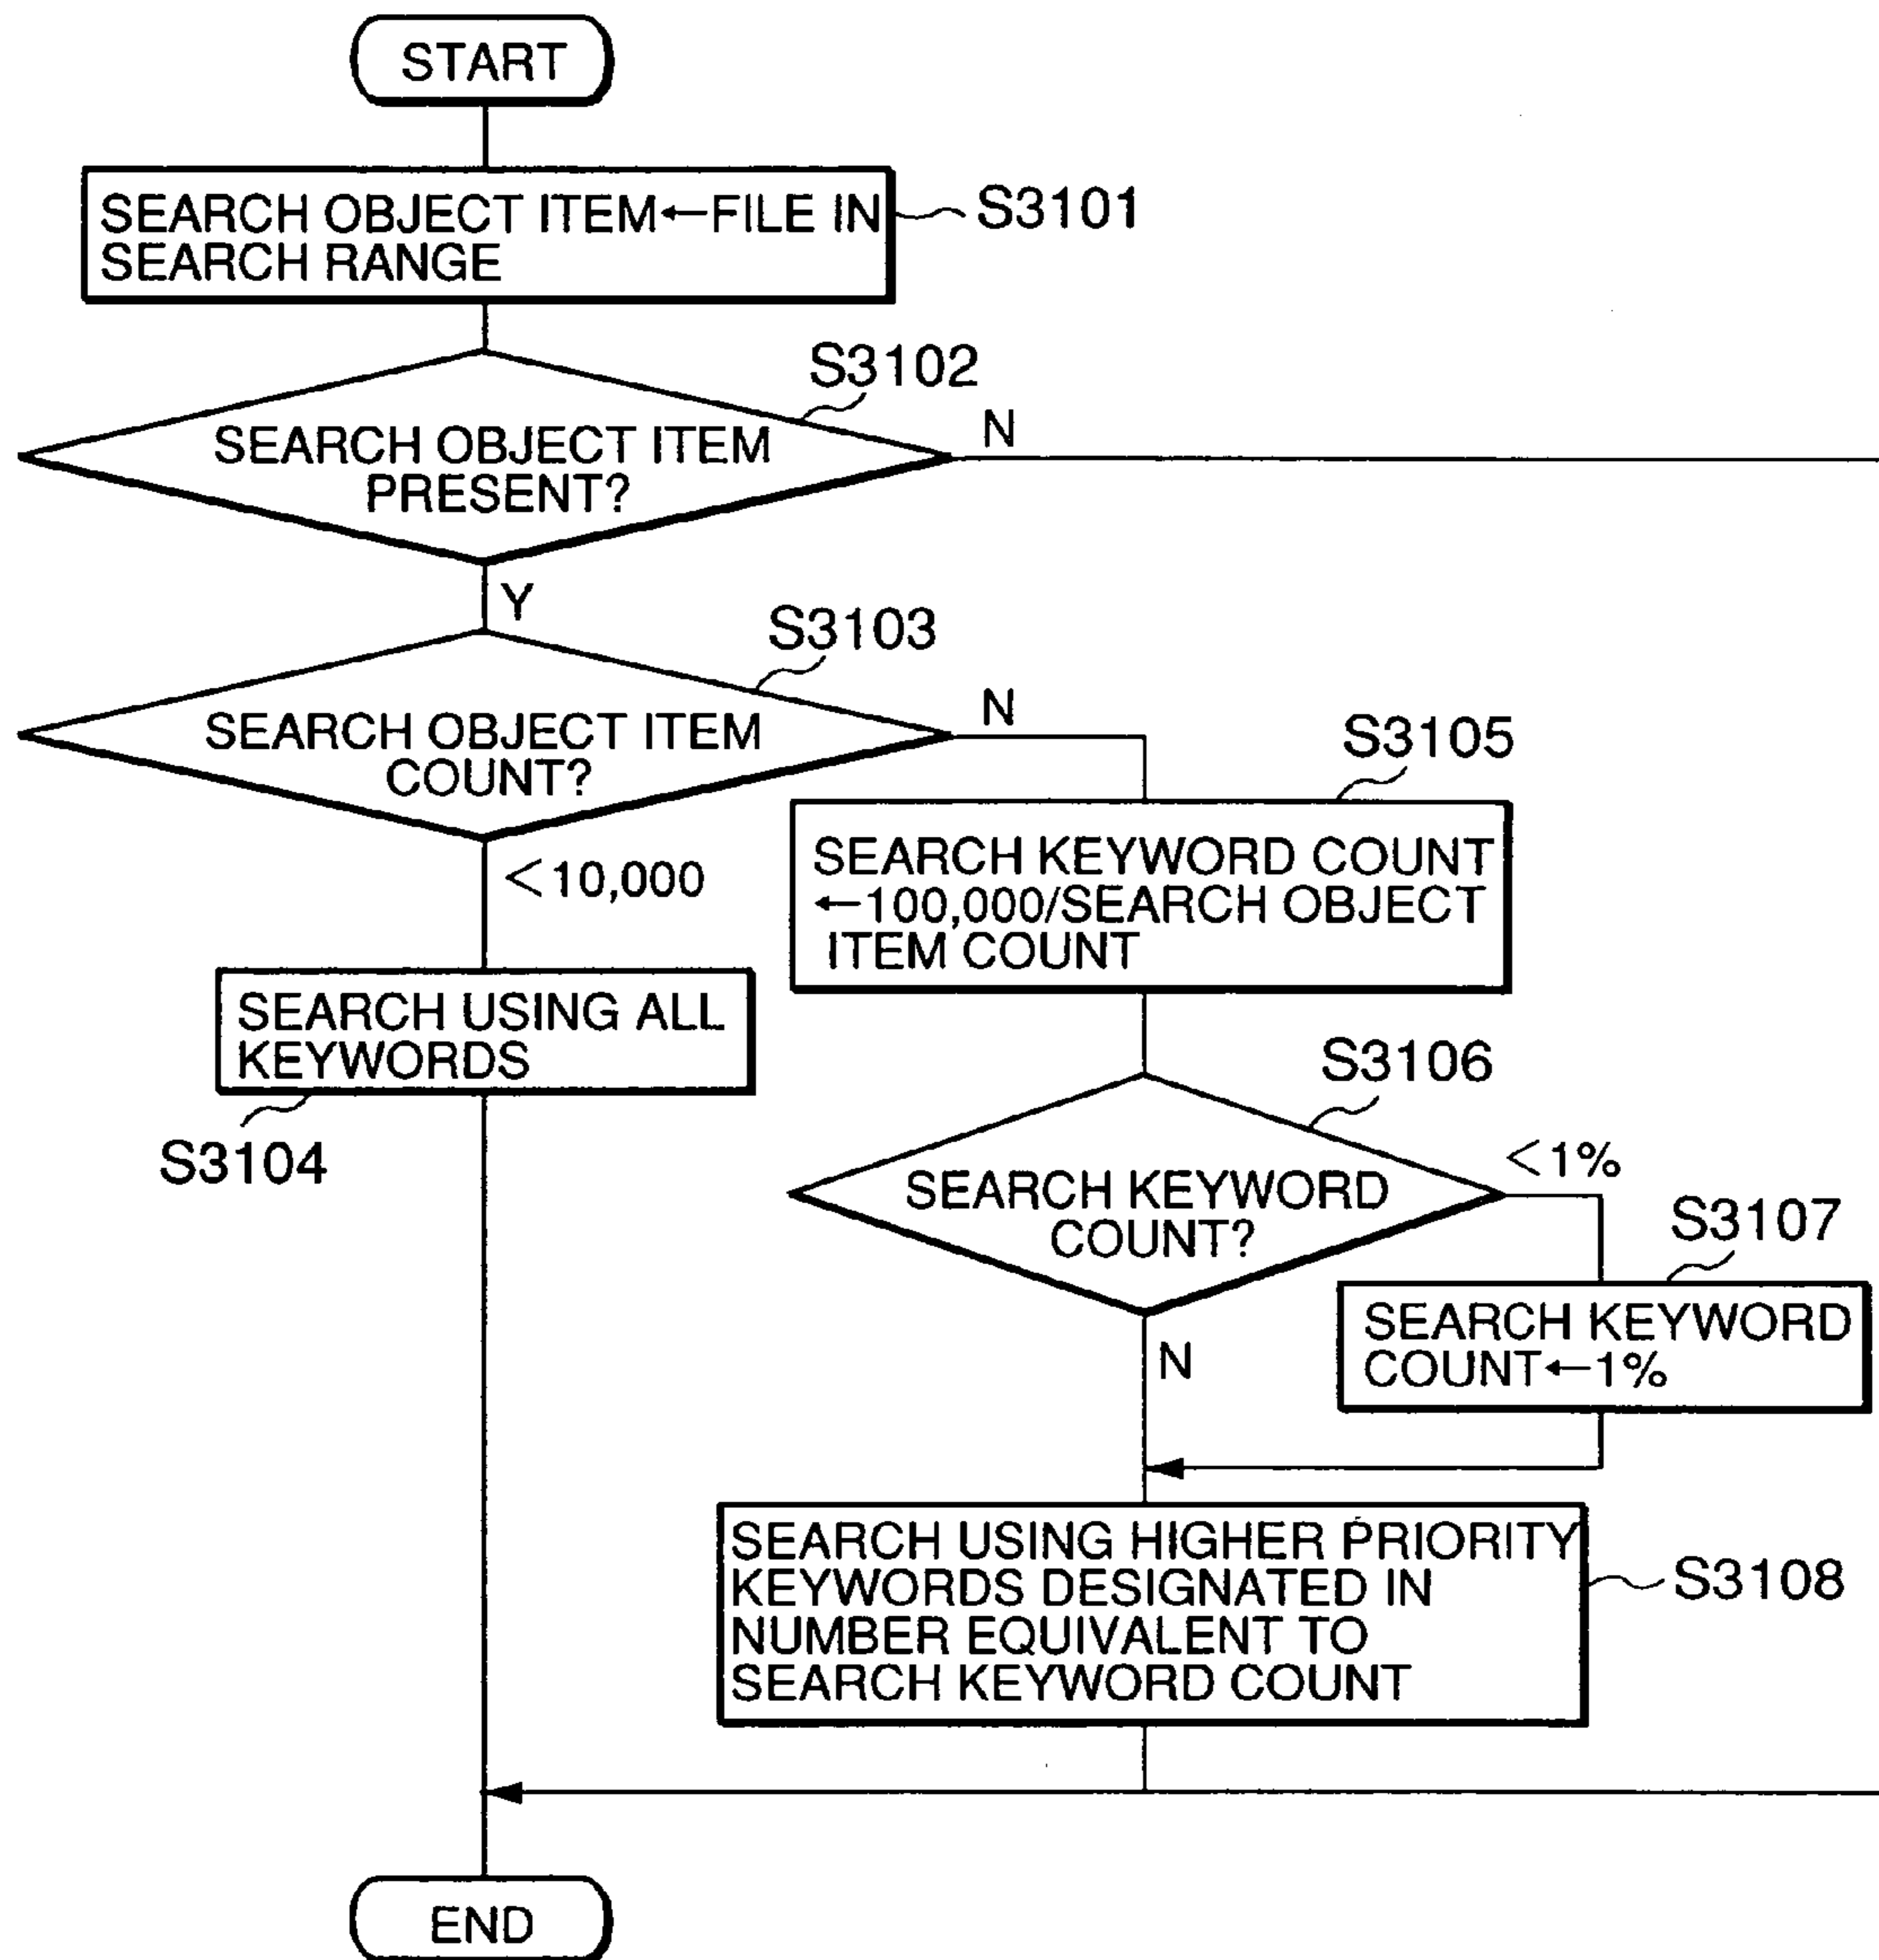 START
SEARCH OBJECT ITEM←FILE IN
SEARCH RANGE
S3101
S3102
SEARCH OBJECT ITEM
PRESENT?
N
Y
S3103
SEARCH OBJECT ITEM
COUNT?
N
<10,000
S3105
SEARCH KEYWORD COUNT
←100,000/SEARCH OBJECT
ITEM COUNT
SEARCH USING ALL
KEYWORDS
S3104
S3106
SEARCH KEYWORD
COUNT?
<1%
N
S3107
SEARCH KEYWORD
COUNT←1%
SEARCH USING HIGHER PRIORITY
KEYWORDS DESIGNATED IN
NUMBER EQUIVALENT TO
SEARCH KEYWORD COUNT
S3108
END